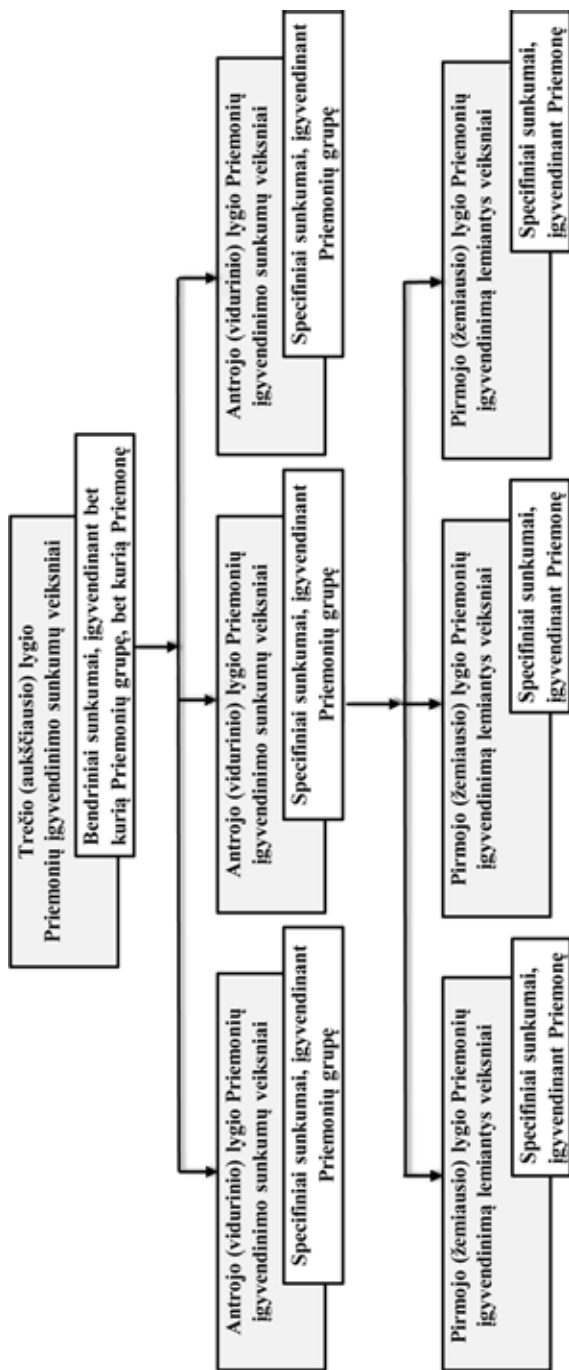 Trečio (aukščiausio) lygio
Priemonių įgyvendinimo sunkumų veiksniai
Bendriniai sunkumai, įgyvendinant bet
kurią Priemonių grupę, bet kurią Priemonę
Antrojo (vidurinio) lygio Priemonių
įgyvendinimo sunkumų veiksniai
Specifiniai sunkumai, įgyvendinant
Priemonių grupę
Antrojo (vidurinio) lygio Priemonių
įgyvendinimo sunkumų veiksniai
Specifiniai sunkumai, įgyvendinant
Priemonių grupę
Antrojo (vidurinio) lygio Priemonių
įgyvendinimo sunkumų veiksniai
Specifiniai sunkumai, įgyvendinant
Priemonių grupę
Pirmojo (žemiausio) lygio Priemonių
įgyvendinimą lemiantys veiksniai
Specifiniai sunkumai,
įgyvendinant Priemonę
Pirmojo (žemiausio) lygio Priemonių
įgyvendinimą lemiantys veiksniai
Specifiniai sunkumai,
įgyvendinant Priemonę
Pirmojo (žemiausio) lygio Priemonių
įgyvendinimą lemiantys veiksniai
Specifiniai sunkumai,
įgyvendinant Priemonę